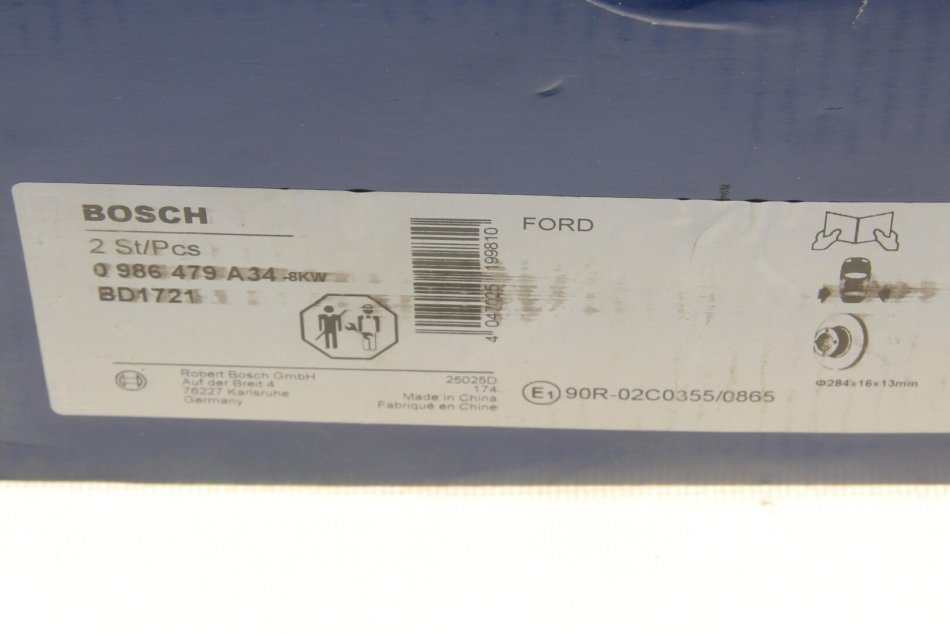 BOSCH
2 St/Pcs
0 986 479 A34 -8KW
BD1721
4 047025 199810
FORD
Robert Bosch GmbH
Auf der Breit 4
76227 Karlsruhe
Germany
25025D
174
Made in China
Fabriqué en Chine
E1 90R-02C0355/0865
Φ284x16x13mm